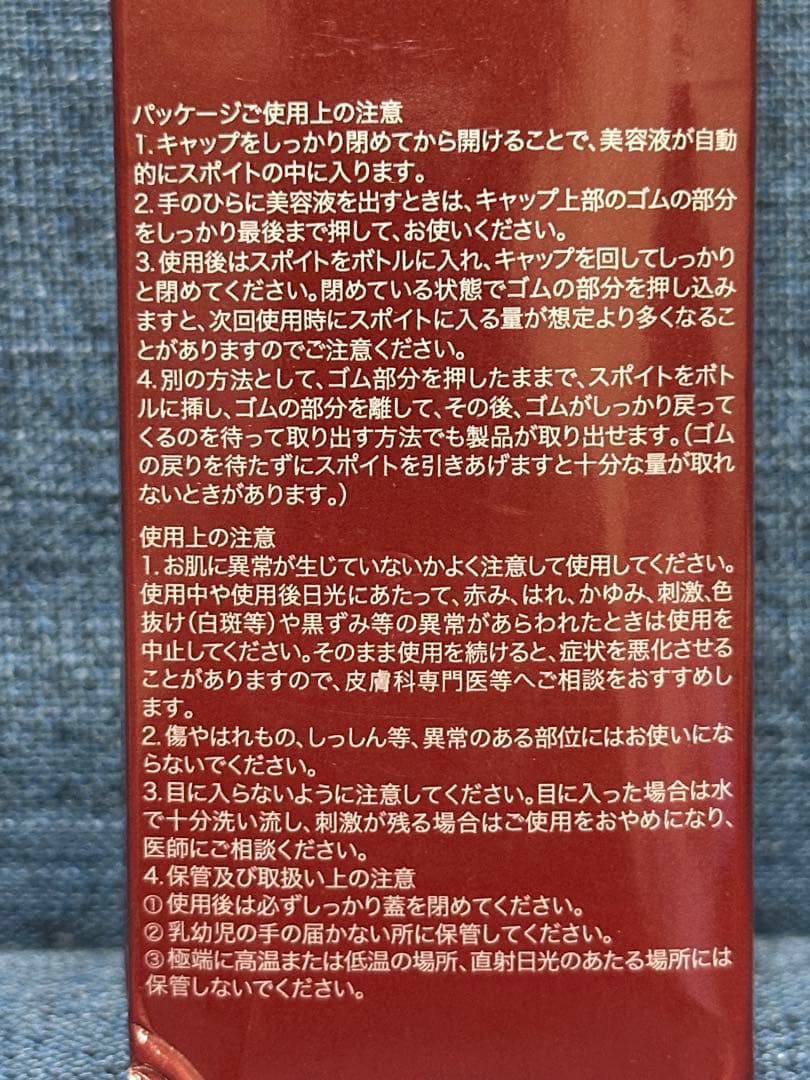 パッケージご使用上の注意
1.キャップをしっかり閉めてから開けることで、美容液が自動
的にスポイトの中に入ります。
2.手のひらに美容液を出すときは、キャップ上部のゴムの部分
をしっかり最後まで押して、お使いください。
3.使用後はスポイトをボトルに入れ、キャップを回してしっかり
と閉めてください。閉めている状態でゴムの部分を押し込み
ますと、次回使用時にスポイトに入る量が想定より多くなるこ
とがありますのでご注意ください。
4.別の方法として、ゴム部分を押したままで、スポイトをボト
ルに挿し、ゴムの部分を離して、その後、ゴムがしっかり戻って
くるのを待って取り出す方法でも製品が取り出せます。(ゴム
の戻りを待たずにスポイトを引きあげますと十分な量が取れ
ないときがあります。)
使用上の注意
1.お肌に異常が生じていないかよく注意して使用してください。
使用中や使用後日光にあたって、赤み、はれ、かゆみ、刺激、色
抜け(白斑等)や黒ずみ等の異常があらわれたときは使用を
中止してください。そのまま使用を続けると、症状を悪化させる
ことがありますので、皮膚科専門医等へご相談をおすすめし
ます。
2.傷やはれもの、しっしん等、異常のある部位にはお使いにな
らないでください。
3.目に入らないように注意してください。目に入った場合は水
で十分洗い流し、刺激が残る場合はご使用をおやめになり、
医師にご相談ください。
4.保管及び取扱い上の注意
①使用後は必ずしっかり蓋を閉めてください。
②乳幼児の手の届かない所に保管してください。
③極端に高温または低温の場所、直射日光のあたる場所には
保管しないでください。